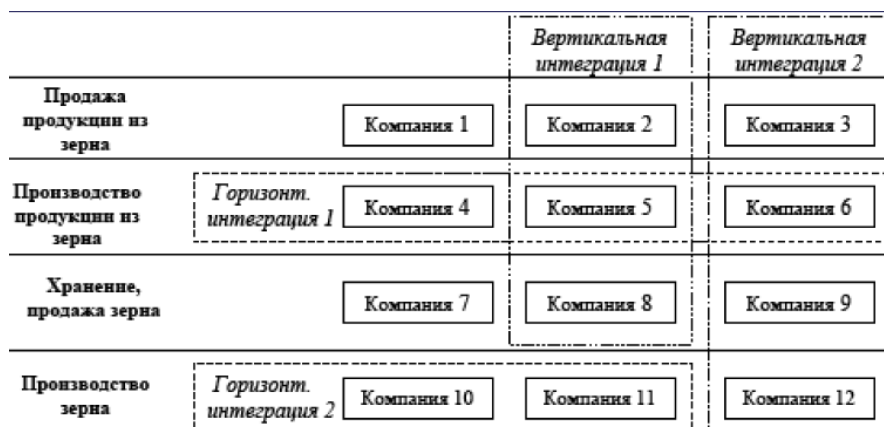 Вертикальная
интеграция 1
Вертикальная
интеграция 2
Продажа
продукции из
зерна
Компания 1
Компания 2
Компания 3
Производство
продукции из
зерна
Горизонт.
интеграция 1
Компания 4
Компания 5
Компания 6
Хранение,
продажа зерна
Компания 7
Компания 8
Компания 9
Производство
зерна
Горизонт.
интеграция 2
Компания 10
Компания 11
Компания 12